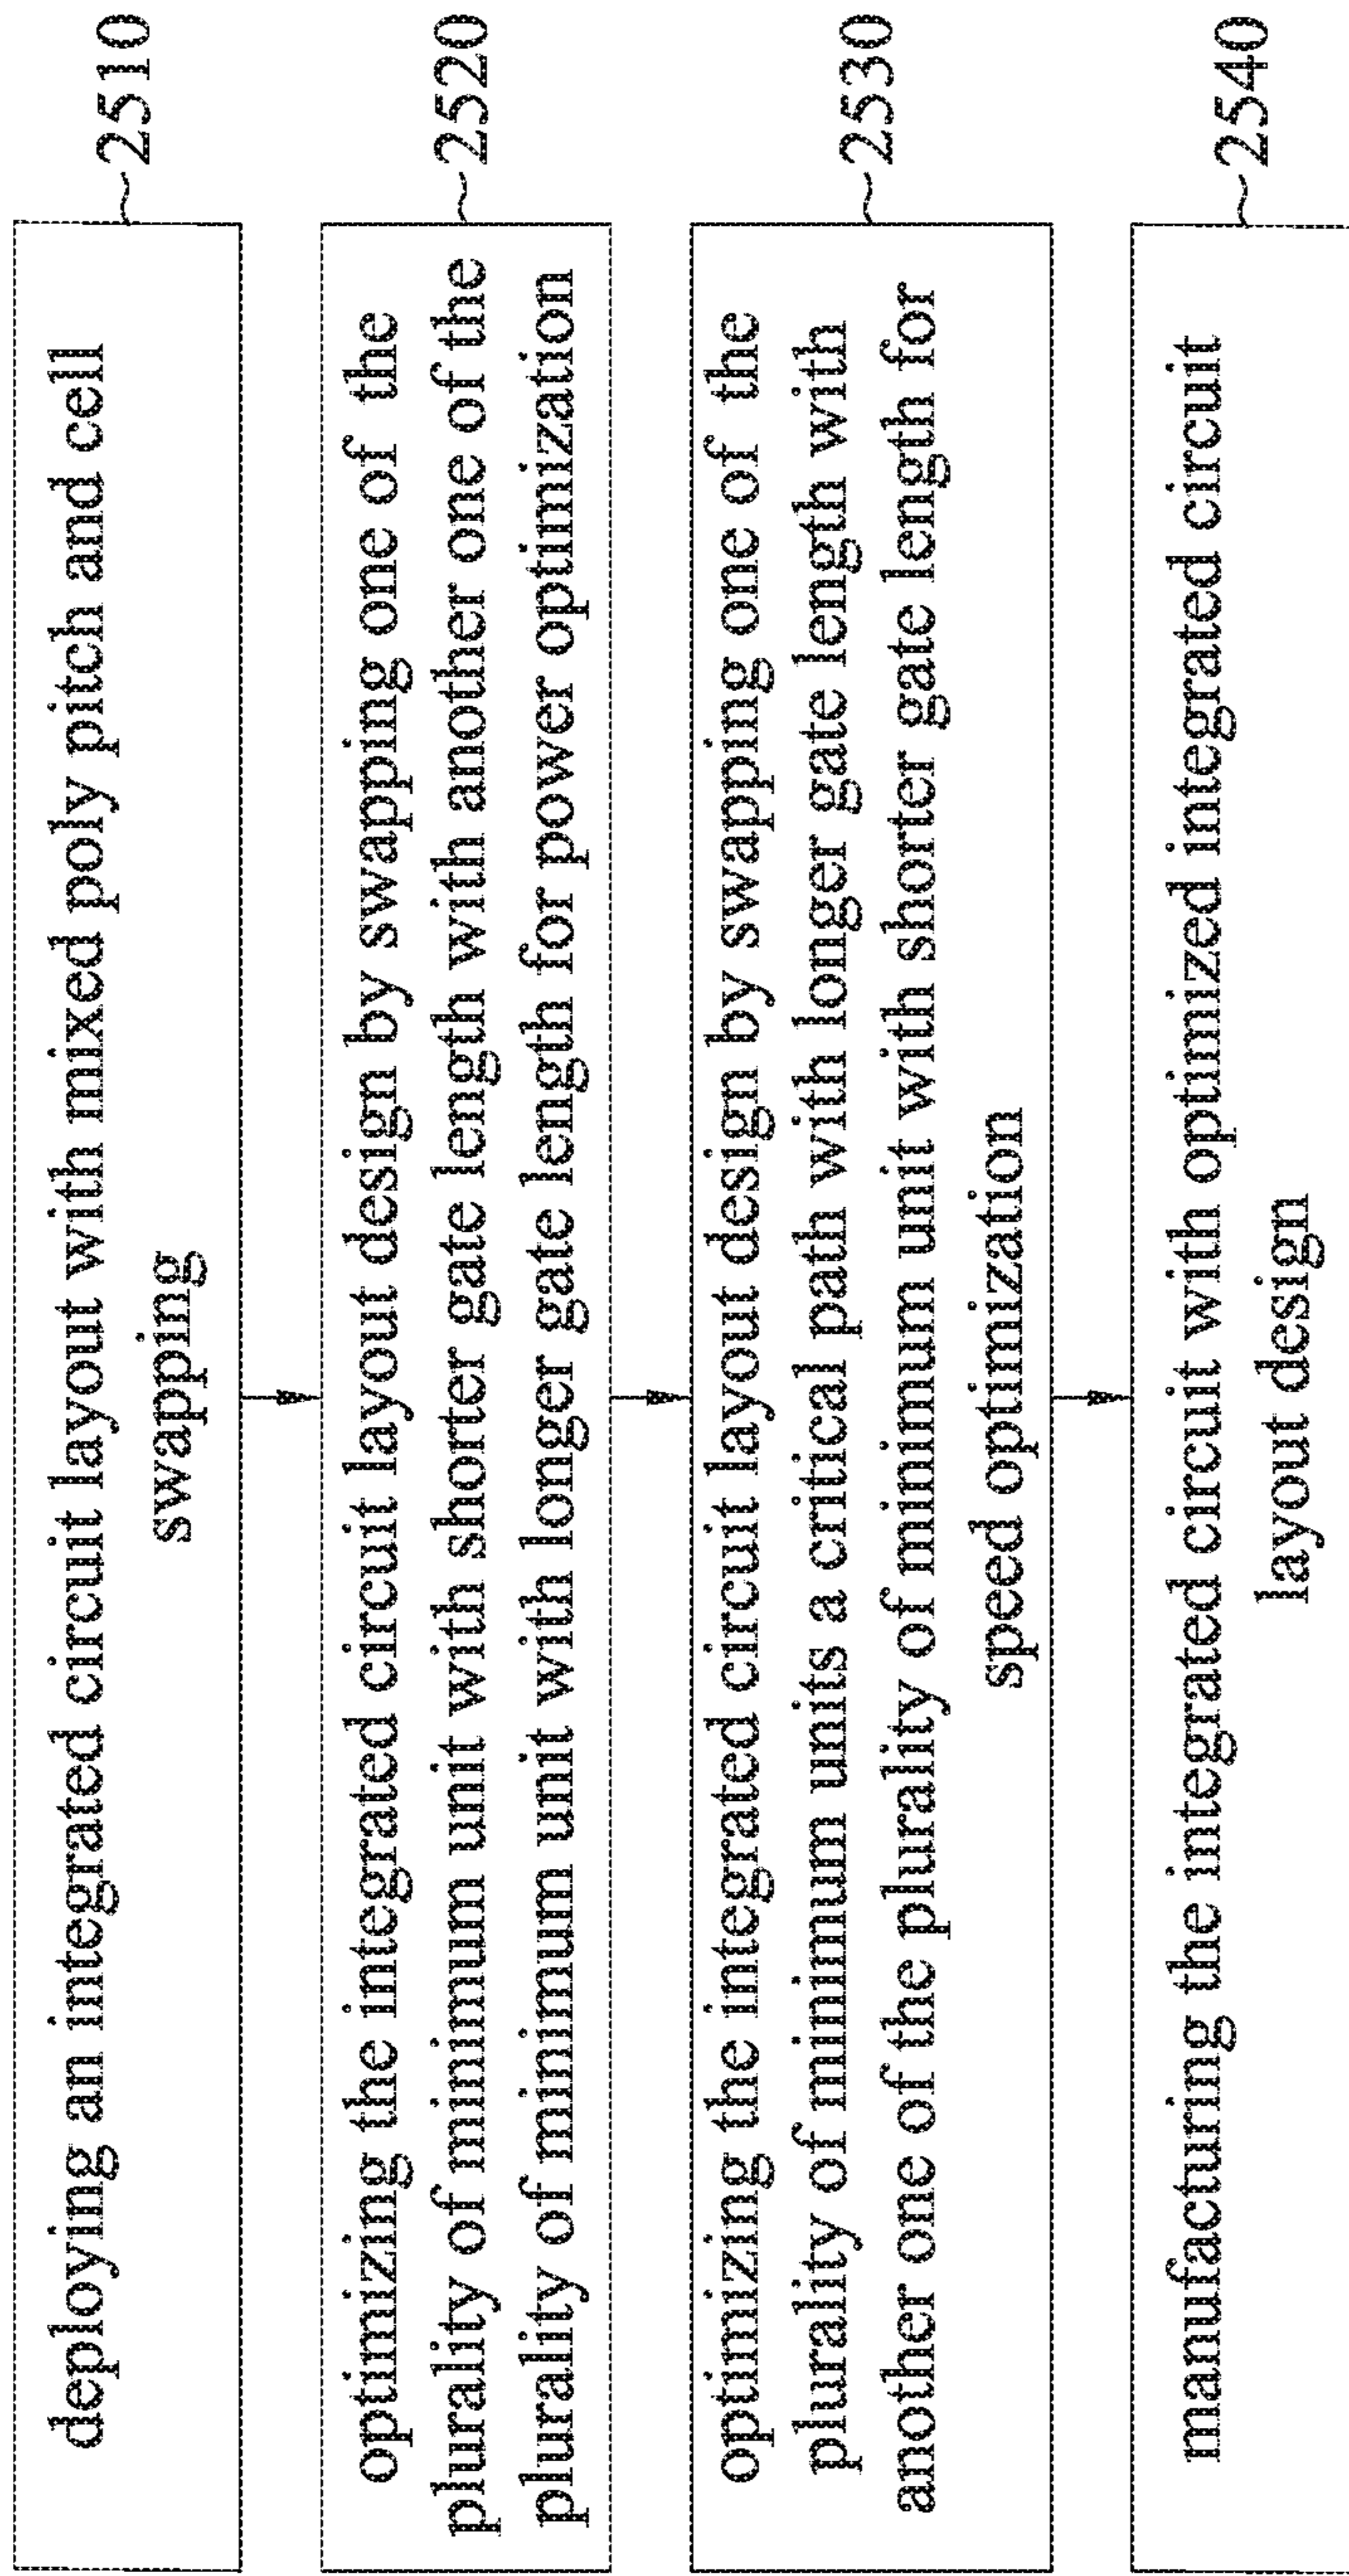 deploying an integrated circuit layout with mixed poly pitch and cell
swapping
2510
optimizing the integrated circuit layout design by swapping one of the
plurality of minimum unit with shorter gate length with another one of the
plurality of minimum unit with longer gate length for power optimization
2520
optimizing the integrated circuit layout design by swapping one of the
plurality of minimum units a critical path with longer gate length with
another one of the plurality of minimum unit with shorter gate length for
speed optimization
2530
manufacturing the integrated circuit with optimized integrated circuit
layout design
2540